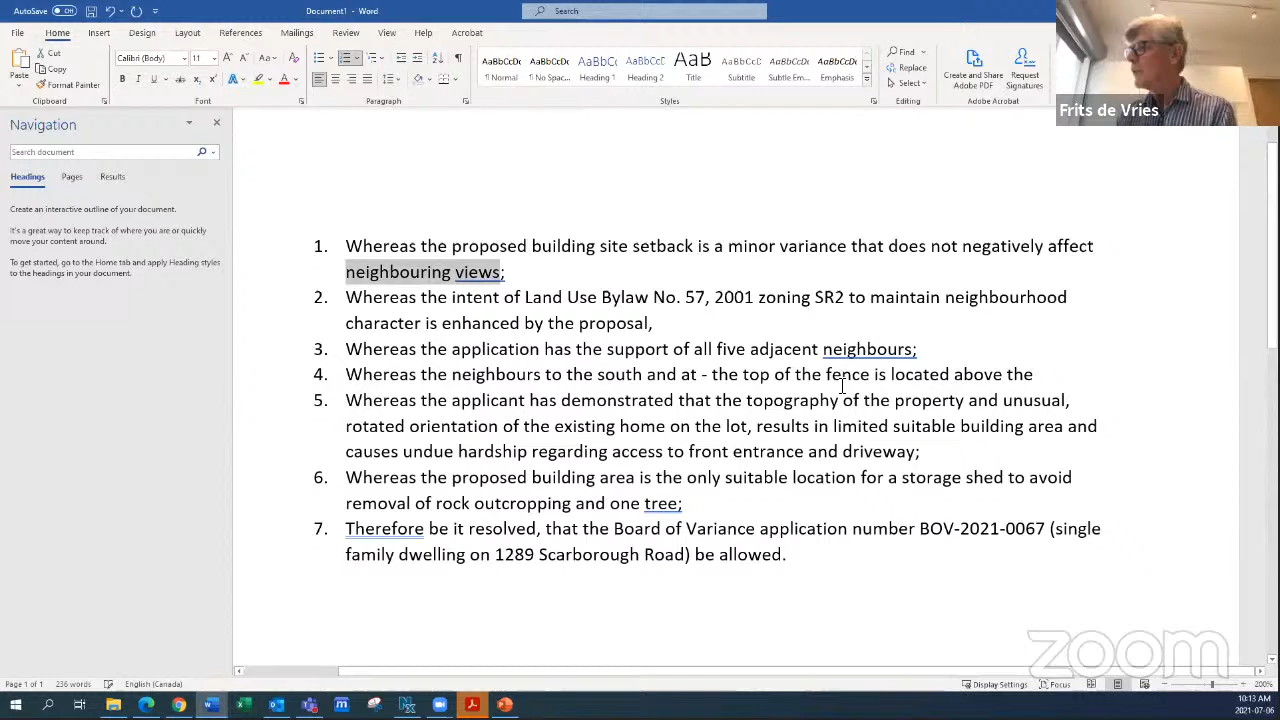 AutoSave Off
Document1 - Word
Search
File Home Insert Draw Design Layout References Mailings Review View Help Acrobat
Paste
Cut
Copy
Format Painter
Clipboard
Calibri (Body) 11
B I U
Font
Paragraph
AaBbCcDc AaBbCcDc AaBbC( AaBbCcC AaB AaBbCcD AaBbCcDc AaBbCcDc
¶ Normal ¶ No Spac... Heading 1 Heading 2 Title Subtitle Subtle Em... Emphasis
Styles
Find
Replace
Select
Editing
Create and Share
Adobe PDF
Request
Signatures
Adobe Acrobat
Frits de Vries
Navigation
Search document
Headings Pages Results
Create an interactive outline of your document.
It's a great way to keep track of where you are or quickly
move your content around.
To get started, go to the Home tab and apply Heading styles
to the headings in your document.
1. Whereas the proposed building site setback is a minor variance that does not negatively affect
neighbouring views;
2. Whereas the intent of Land Use Bylaw No. 57, 2001 zoning SR2 to maintain neighbourhood
character is enhanced by the proposal,
3. Whereas the application has the support of all five adjacent neighbours;
4. Whereas the neighbours to the south and at - the top of the fence is located above the
5. Whereas the applicant has demonstrated that the topography of the property and unusual,
rotated orientation of the existing home on the lot, results in limited suitable building area and
causes undue hardship regarding access to front entrance and driveway;
6. Whereas the proposed building area is the only suitable location for a storage shed to avoid
removal of rock outcropping and one tree;
7. Therefore be it resolved, that the Board of Variance application number BOV-2021-0067 (single
family dwelling on 1289 Scarborough Road) be allowed.
zoom
Page 1 of 1 236 words English (Canada)
Display Settings Focus 200%
10:13 AM
2021-07-06